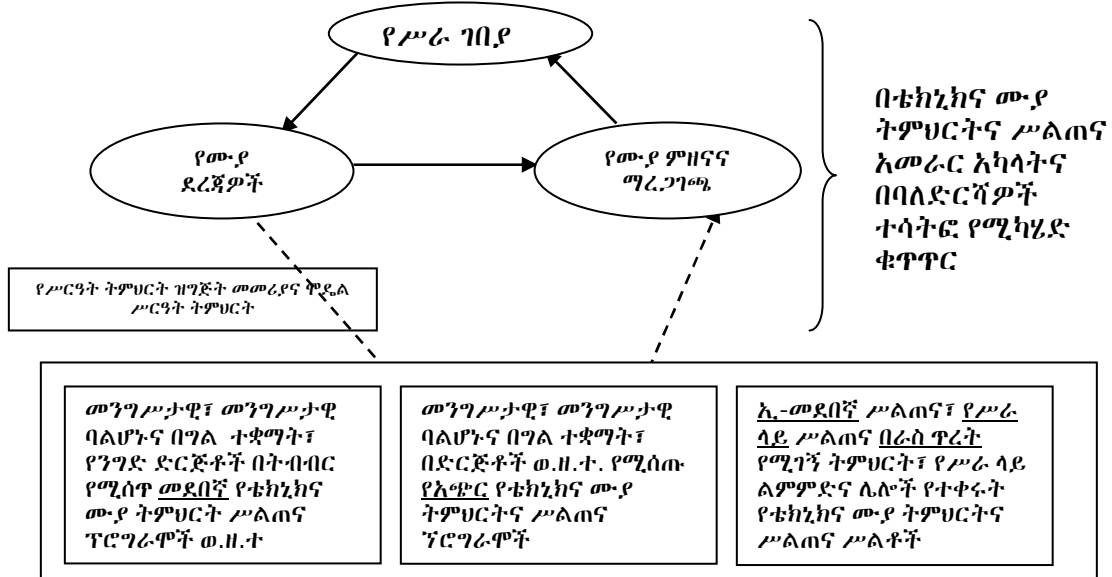 የሥራ ገበያ
የሙያ
ደረጃዎች
የሙያ ምዘናና
ማረጋገጫ
በቴክኒክና ሙያ
ትምህርትና ሥልጠና
አመራር አካላትና
በባለድርሻዎች
ተሳትፎ የሚካሄድ
ቁጥጥር
የሥርዓት ትምህርት ዝግጅት መመሪያና ሞዴል
ሥርዓት ትምህርት
መንግሥታዊ፣ መንግሥታዊ
ባልሆኑና በግል ተቋማት፣
የንግድ ድርጅቶች በትብብር
የሚሰጥ መደበኛ የቴክኒክና
ሙያ ትምህርት ሥልጠና
ፕሮግራሞች ወ.ዘ.ተ
መንግሥታዊ፣ መንግሥታዊ
ባልሆኑና በግል ተቋማት፣
በድርጅቶች ወ.ዘ.ተ. የሚሰጡ
የአጭር የቴክኒክና ሙያ
ትምህርትና ሥልጠና
ኘሮግራሞች
ኢ-መደበኛ ሥልጠና፣ የሥራ
ላይ ሥልጠና በራስ ጥረት
የሚገኝ ትምህርት፣ የሥራ ላይ
ልምምድና ሌሎች የተቀሩት
የቴክኒክና ሙያ ትምህርትና
ሥልጠና ሥልቶች